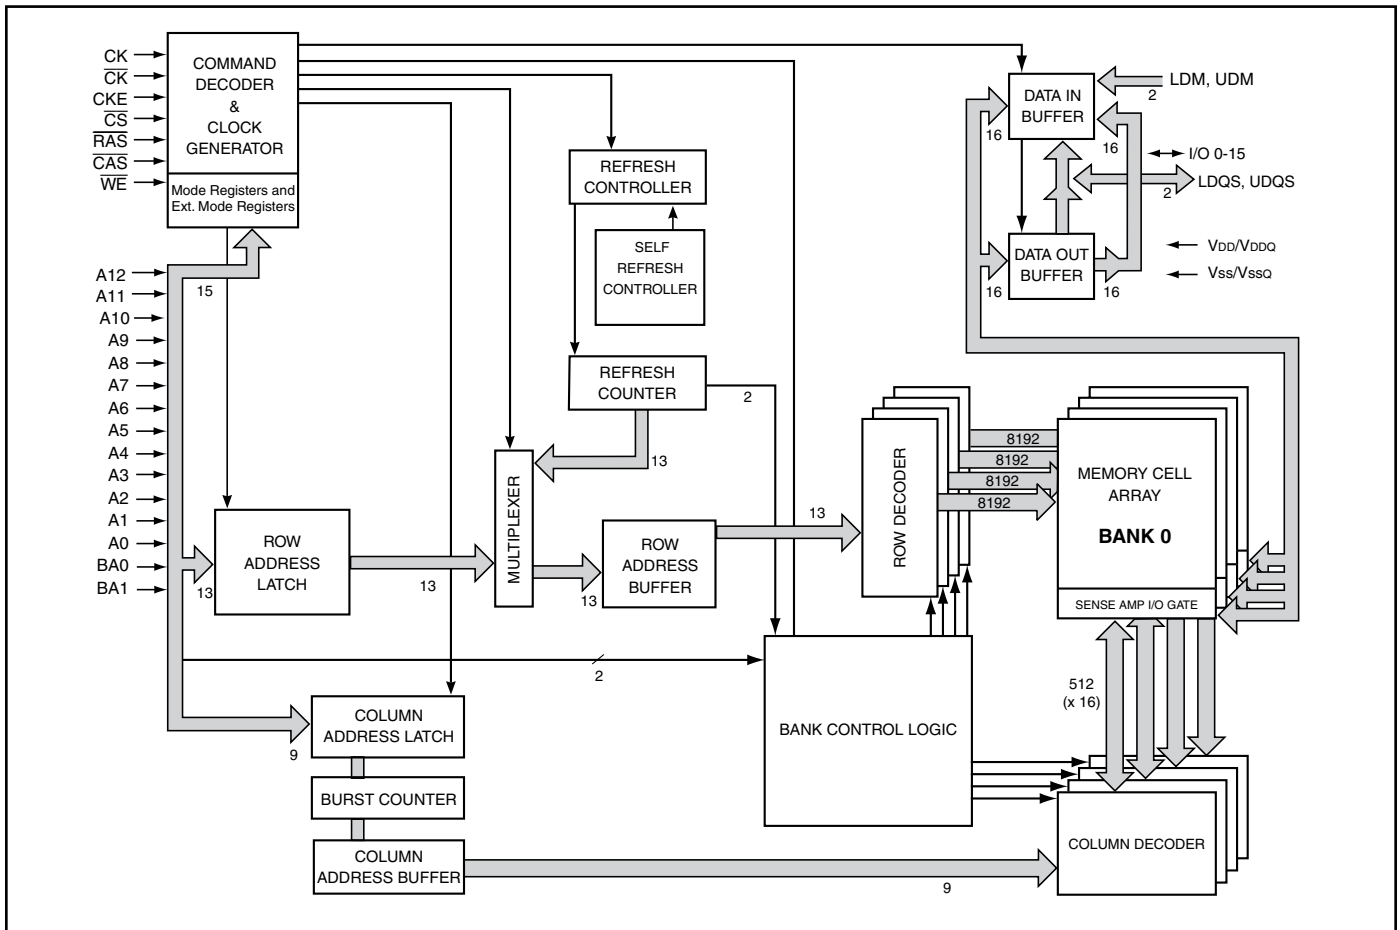 CK
C̅K̅
CKE
C̅S̅
R̅A̅S̅
C̅A̅S̅
W̅E̅
COMMAND
DECODER
&
CLOCK
GENERATOR
Mode Registers and
Ext. Mode Registers
A12
A11
A10
A9
A8
A7
A6
A5
A4
A3
A2
A1
A0
BA0
BA1
15
13
ROW
ADDRESS
LATCH
13
MULTIPLEXER
13
REFRESH
CONTROLLER
SELF
REFRESH
CONTROLLER
REFRESH
COUNTER
2
13
ROW
ADDRESS
BUFFER
13
ROW DECODER
8192
8192
8192
8192
MEMORY CELL
ARRAY
BANK 0
SENSE AMP I/O GATE
DATA IN
BUFFER
LDM, UDM
2
16
16
I/O 0-15
LDQS, UDQS
2
DATA OUT
BUFFER
16
16
VDD/VDDQ
Vss/VssQ
2
9
COLUMN
ADDRESS LATCH
BURST COUNTER
COLUMN
ADDRESS BUFFER
9
BANK CONTROL LOGIC
512
(x 16)
COLUMN DECODER